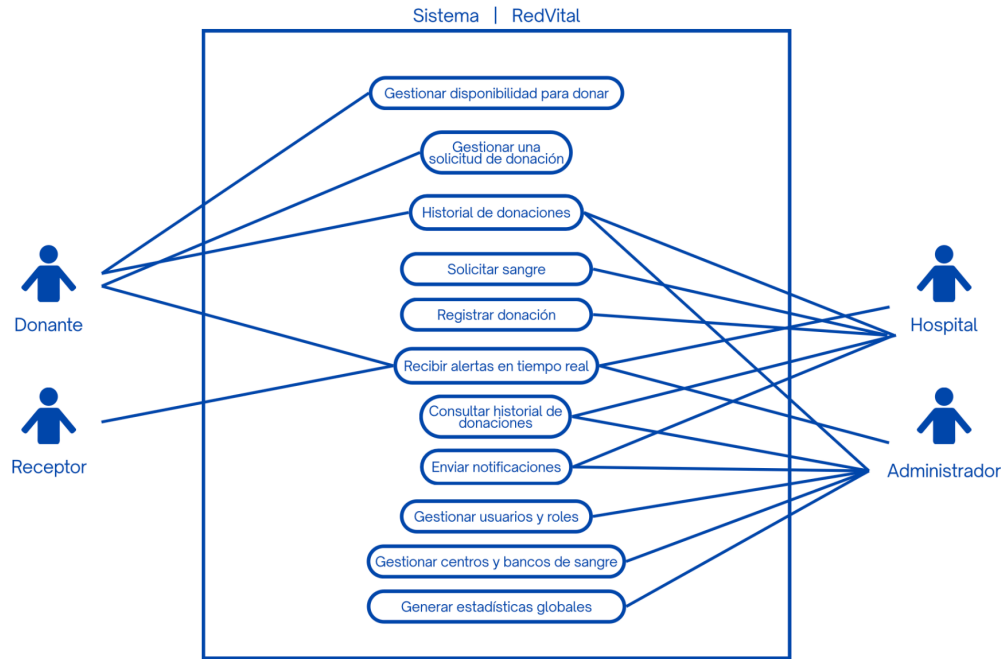 Sistema | RedVital
Gestionar disponibilidad para donar
Gestionar una
solicitud de donación
Historial de donaciones
Solicitar sangre
Registrar donación
Recibir alertas en tiempo real
Consultar historial de
donaciones
Enviar notificaciones
Gestionar usuarios y roles
Gestionar centros y bancos de sangre
Generar estadísticas globales
Donante
Receptor
Hospital
Administrador